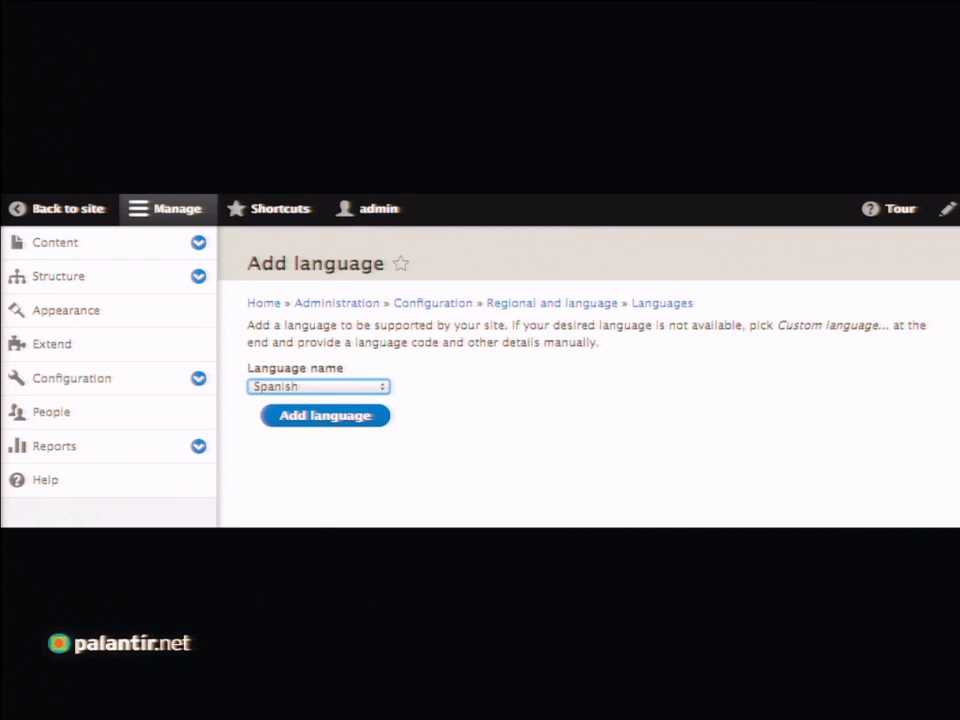 Back to site Manage Shortcuts admin Tour
Content
Structure
Appearance
Extend
Configuration
People
Reports
Help
Add language
Home » Administration » Configuration » Regional and language » Languages
Add a language to be supported by your site. If your desired language is not available, pick Custom language... at the
end and provide a language code and other details manually.
Language name
Spanish
Add language
palantir.net